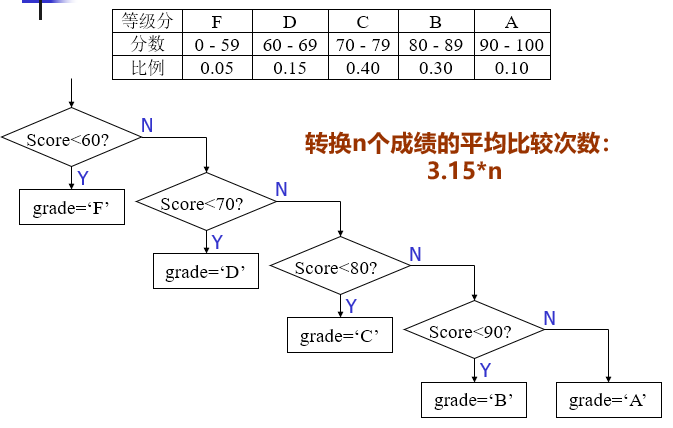 等级分 F D C B A
分数 0 - 59 60 - 69 70 - 79 80 - 89 90 - 100
比例 0.05 0.15 0.40 0.30 0.10
Score<60?
N
Y
grade=‘F’
转换n个成绩的平均比较次数：
3.15*n
Score<70?
N
Y
grade=‘D’
Score<80?
N
Y
grade=‘C’
Score<90?
N
Y
grade=‘B’
grade=‘A’